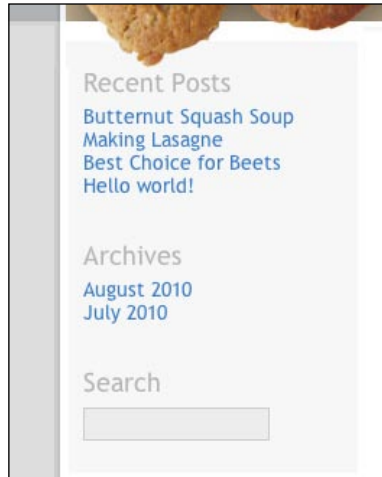 Recent Posts
Butternut Squash Soup
Making Lasagne
Best Choice for Beets
Hello world!
Archives
August 2010
July 2010
Search